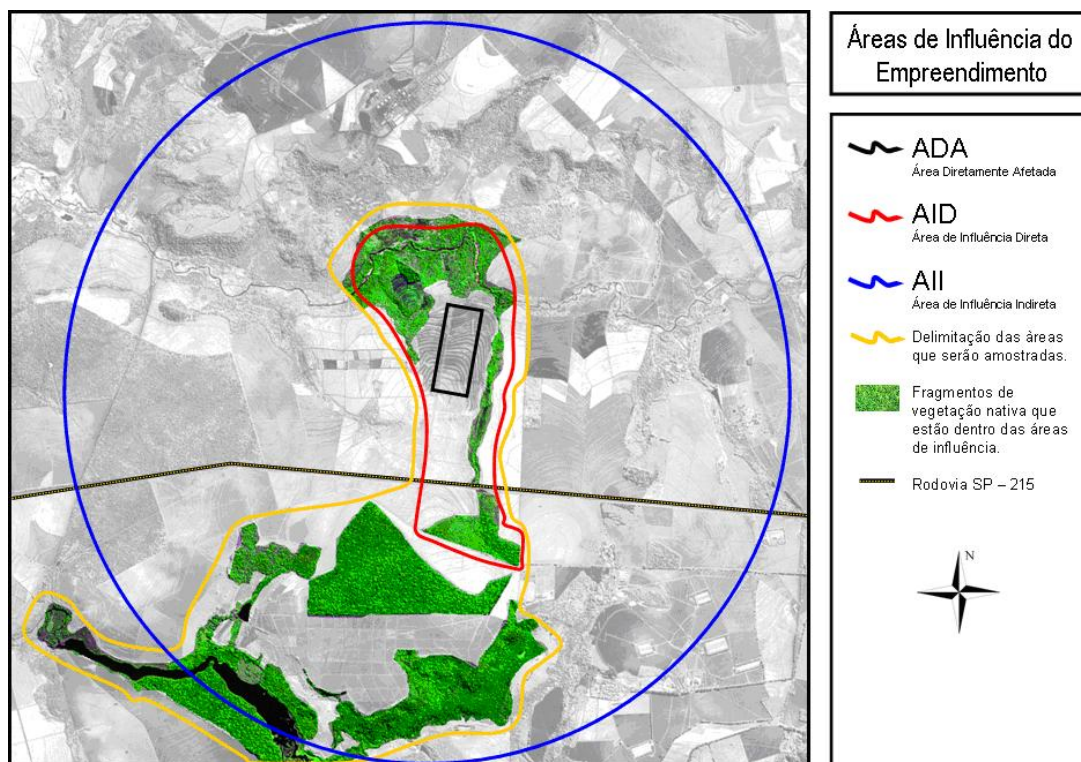 Áreas de Influência do
Empreendimento
ADA
Área Diretamente Afetada
AID
Área de Influência Direta
AII
Área de Influência Indireta
Delimitação das àreas
que serão amostradas.
Fragmentos de
vegetação nativa que
estão dentro das áreas
de influência.
Rodovia SP – 215
N